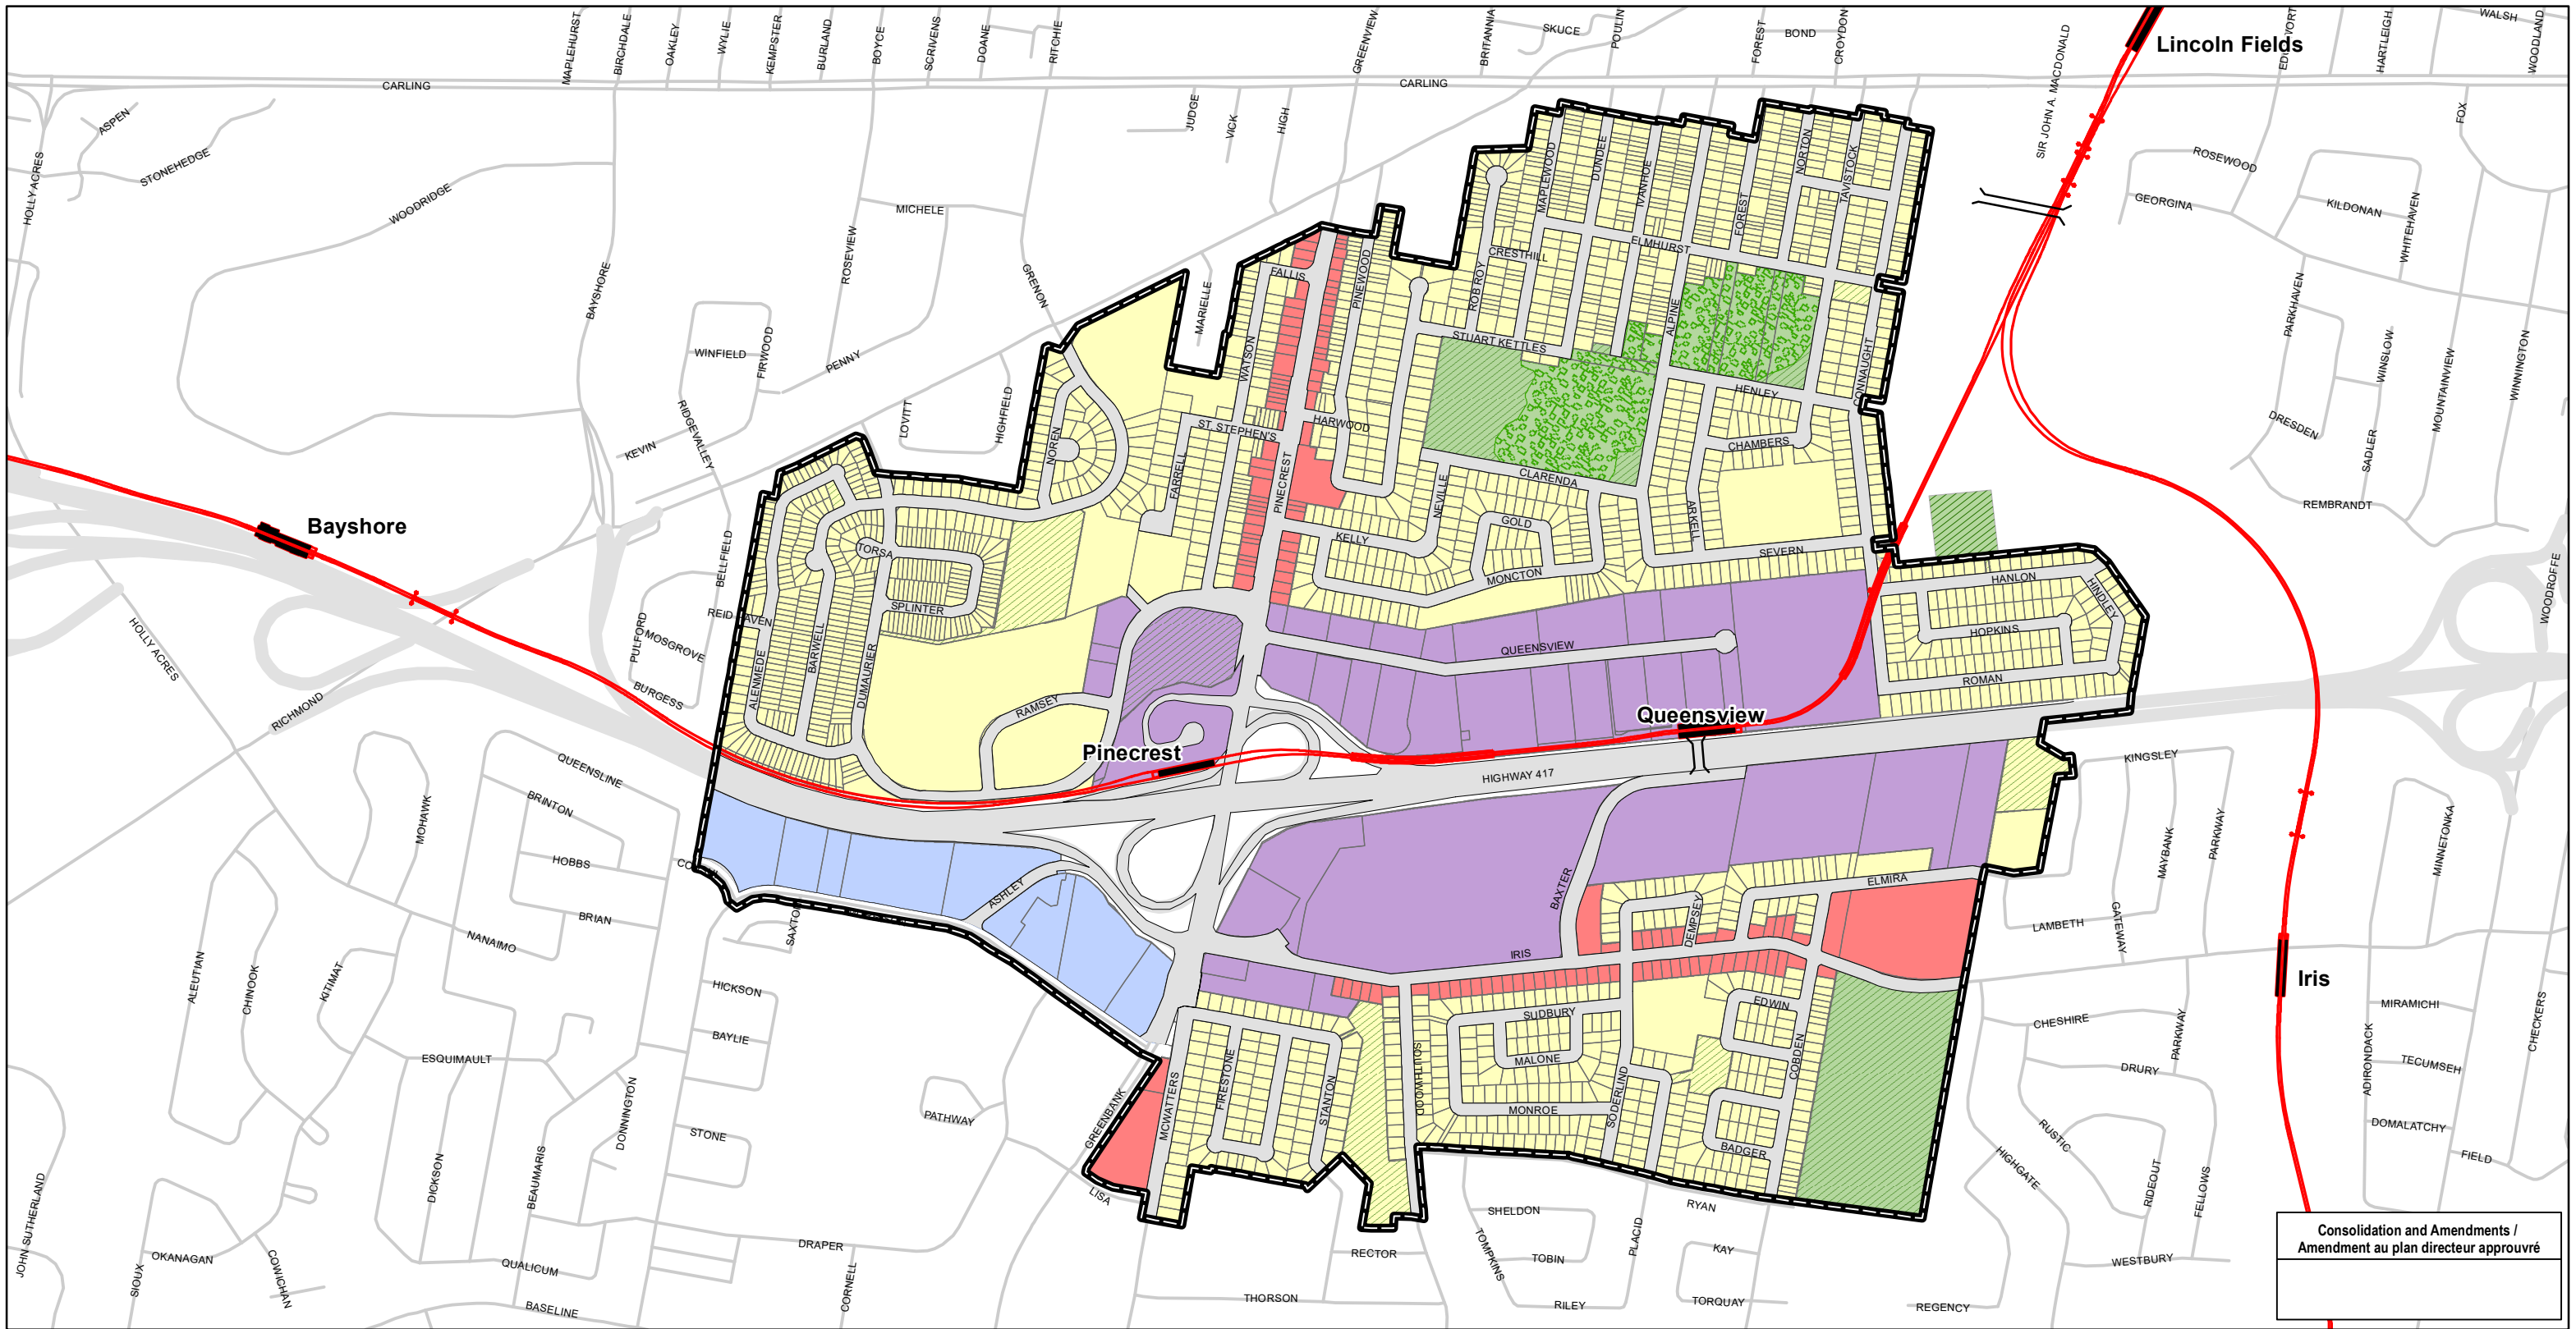 MAPLEHURST
BIRCHDALE
OAKLEY
WYLIE
KEMPSTER
BURLAND
BOYCE
SCRIVENS
DOANE
RITCHIE
GREENVIEW
BRITANNIA
SKUCE
POULIN
FOREST
BOND
CROYDON
SIR JOHN A. MACDONALD
Lincoln Fields
HARTLEIGH
WALSH
WOODLAND
CARLING
CARLING
HOLLY ACRES
ASPEN
STONEHEDGE
WOODRIDGE
BAYSHORE
MICHELE
ROSEVIEW
GRENON
JUDGE
VICK
HIGH
MAPLEWOOD
DUNDEE
IVANHOE
FOREST
NORTON
TAVISTOCK
ELMHURST
CRESTHILL
ROB ROY
ROSEWOOD
GEORGINA
KILDONAN
WHITEHAVEN
FOX
PARKHAVEN
WINSLOW
MOUNTAINVIEW
WINNINGTON
DRESDEN
SADLER
REMBRANDT
WOODROFFE
FALLIS
PINEWOOD
MARIELLE
WATSON
WINFIELD
FIRWOOD
PENNY
RIDGEVALLEY
KEVIN
LOVITT
HIGHFIELD
NOREN
FARRELL
ST. STEPHEN'S
HARWOOD
PINECREST
STUART KETTLES
ALPINE
HENLEY
CONNAUGHT
CHAMBERS
CLARENDA
NEVILLE
GOLD
ARKELL
KELLY
MONCTON
SEVERN
HANLON
HINDLEY
HOPKINS
ROMAN
Bayshore
BELLFIELD
TORSA
SPLINTER
PULFORD
MOSGROVE
ALENMEDE
BARWELL
DUMAURIER
BURGESS
HOLLY ACRES
RICHMOND
RAMSEY
QUEENSVIEW
Queensview
Pinecrest
HIGHWAY 417
QUEENSLINE
BRINTON
MOHAWK
HOBBS
BRIAN
NANAIMO
ALEUTIAN
CHINOOK
KITIMAT
ESQUIMAULT
HICKSON
BAYLIE
ASHLEY
BAXTER
IRIS
DEMPSEY
ELMIRA
KINGSLEY
MAYBANK
PARKWAY
MINNETONKA
LAMBETH
GATEWAY
Iris
MIRAMICHI
CHECKERS
CHESHIRE
PARKWAY
DRURY
TECUMSEH
ADIRONDACK
DOMALATCHY
FIELD
RUSTIC
HIGHGATE
RIDEOUT
FELLOWS
WESTBURY
EDWIN
SUDBURY
MALONE
MONROE
SODERLIND
COBDEN
BADGER
SOUTHWOOD
STANTON
FIRESTONE
MCWATTERS
GREENBANK
LISA
PATHWAY
STONE
DONNINGTON
DICKSON
BEAUMARIS
DRAPER
CORNELL
QUALICUM
BASELINE
JOHN SUTHERLAND
OKANAGAN
SIOUX
COWICHAN
RECTOR
THORSON
SHELDON
TOMPKINS
TOBIN
PLACID
RILEY
RYAN
KAY
TORQUAY
REGENCY
Consolidation and Amendments /
Amendment au plan directeur approuvré